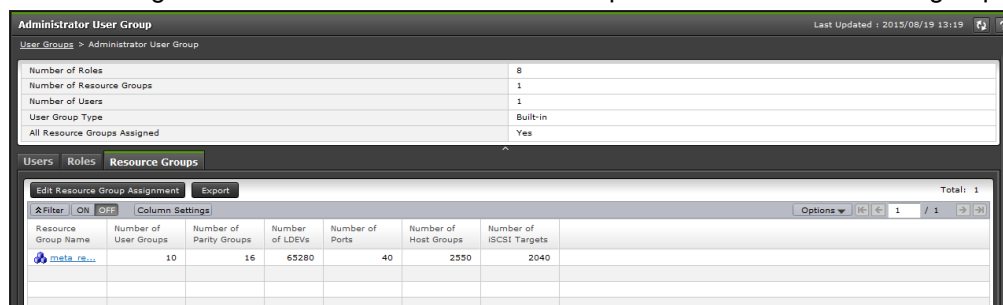 Administrator User Group
Last Updated : 2015/08/19 13:19
User Groups > Administrator User Group
Number of Roles 8
Number of Resource Groups 1
Number of Users 1
User Group Type Built-in
All Resource Groups Assigned Yes
Users Roles Resource Groups
Edit Resource Group Assignment Export Total: 1
Filter ON OFF Column Settings Options 1 / 1
Resource Group Name Number of User Groups Number of Parity Groups Number of LDEVs Number of Ports Number of Host Groups Number of iSCSI Targets
meta_re... 10 16 65280 40 2550 2040